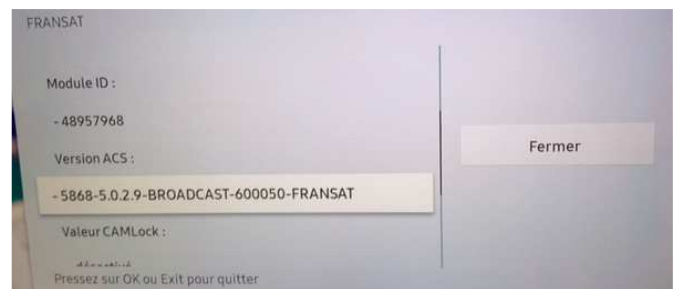 FRANSAT
Module ID :
- 48957968
Version ACS :
- 5868-5.0.2.9-BROADCAST-600050-FRANSAT
Valeur CAMLock :
Pressez sur OK ou Exit pour quitter
Fermer